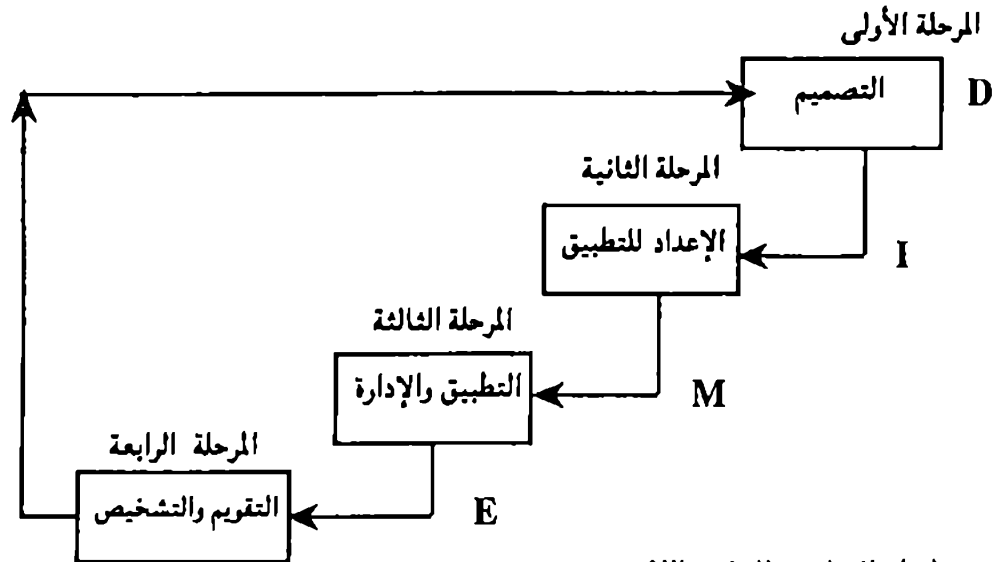 المرحلة الأولى
التصميم
D
المرحلة الثانية
الإعداد للتطبيق
I
المرحلة الثالثة
التطبيق والإدارة
M
المرحلة الرابعة
التقويم والتشخيص
E